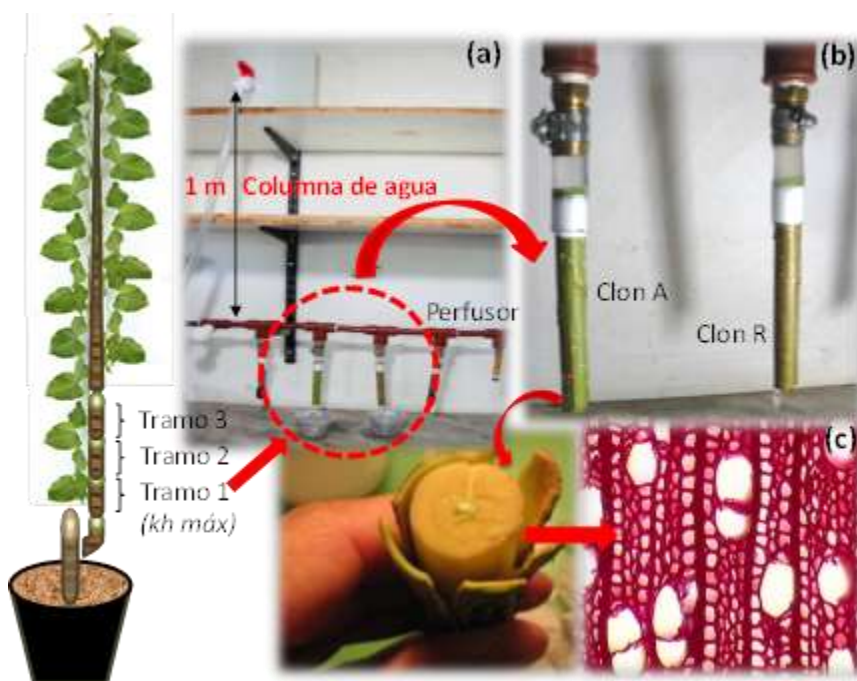 (a)
(b)
1 m Columna de agua
Perfusor
Clon A
Clon R
Tramo 3
Tramo 2
Tramo 1
(kh máx)
(c)